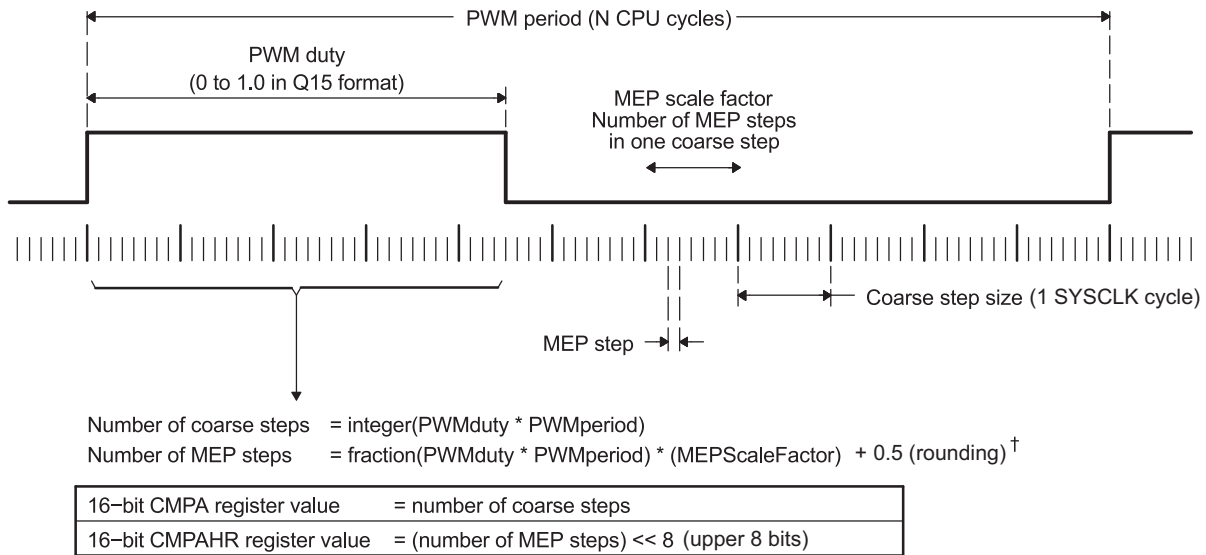 PWM period (N CPU cycles)
PWM duty
(0 to 1.0 in Q15 format)
MEP scale factor
Number of MEP steps
in one coarse step
Coarse step size (1 SYSCLK cycle)
MEP step
Number of coarse steps = integer(PWMduty * PWMperiod)
Number of MEP steps = fraction(PWMduty * PWMperiod) * (MEPScaleFactor) + 0.5 (rounding)†
16−bit CMPA register value = number of coarse steps
16−bit CMPAHR register value = (number of MEP steps) << 8 (upper 8 bits)